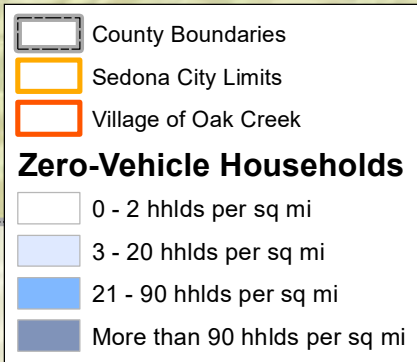 County Boundaries
Sedona City Limits
Village of Oak Creek
Zero-Vehicle Households
0 - 2 hhlds per sq mi
3 - 20 hhlds per sq mi
21 - 90 hhlds per sq mi
More than 90 hhlds per sq mi